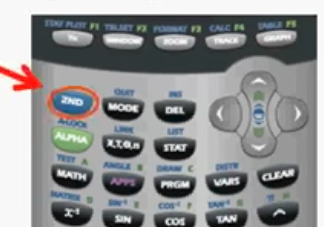 STAT PLOT F1 TBLSET F2 FORMAT F3 CALC F4 TABLE F5
WINDOW ZOOM TRACE GRAPH
QUIT INS
2ND MODE DEL
A-LOCK LINK LIST
ALPHA X,T,Θ,n STAT
TEST A ANGLE B DRAW C DISTR
MATH APPS PRGM VARS CLEAR
MATRIX D SIN⁻¹ E COS⁻¹ F TAN⁻¹ G π H
X⁻¹ SIN COS TAN ^